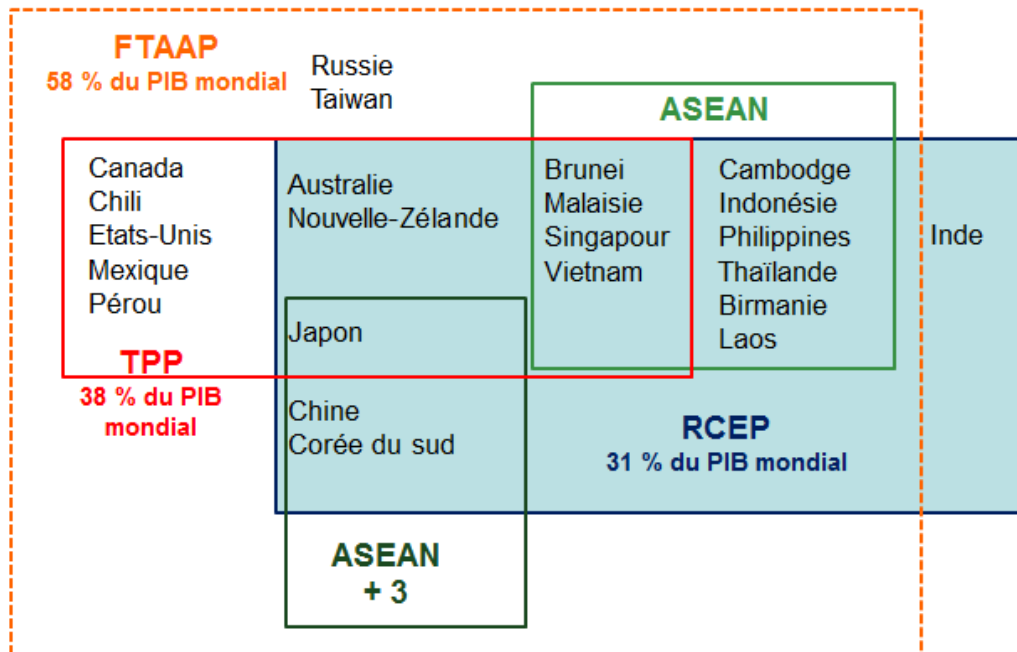 FTAAP
58 % du PIB mondial
Russie
Taiwan
ASEAN
Canada
Chili
Etats-Unis
Mexique
Pérou
Australie
Nouvelle-Zélande
Brunei
Malaisie
Singapour
Vietnam
Cambodge
Indonésie
Philippines
Thaïlande
Birmanie
Laos
Inde
Japon
TPP
38 % du PIB
mondial
Chine
Corée du sud
RCEP
31 % du PIB mondial
ASEAN
+ 3